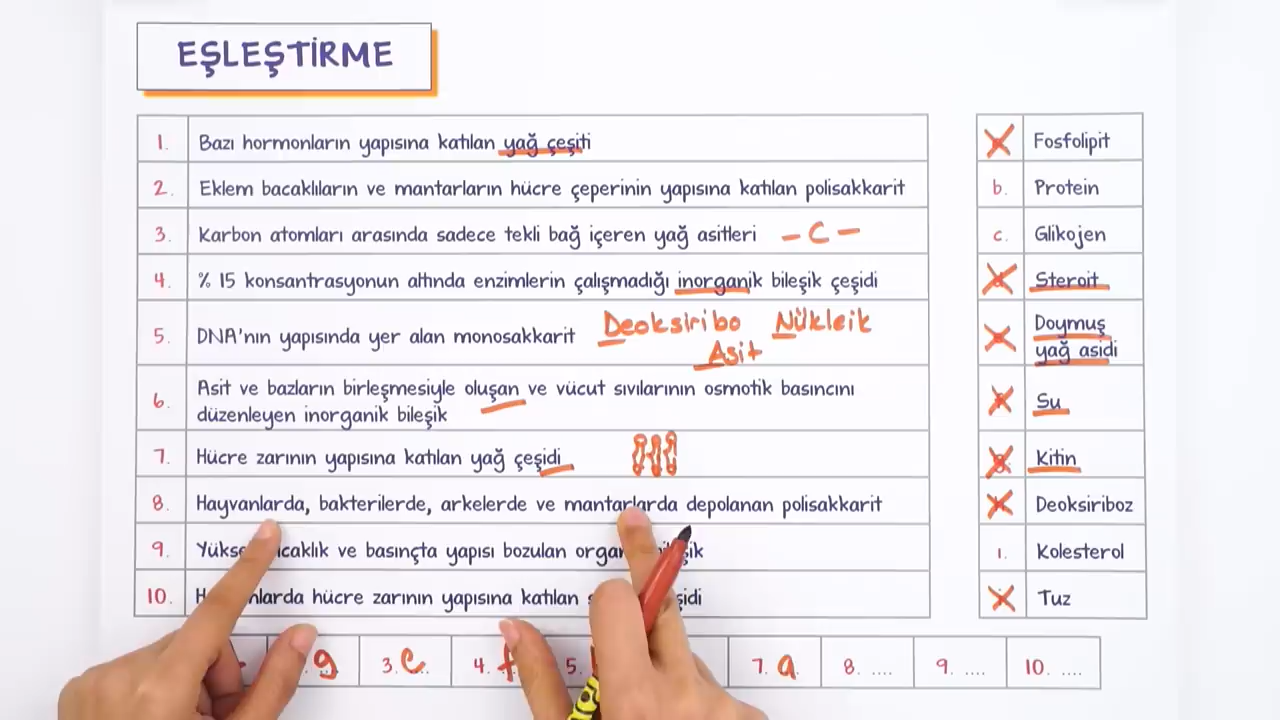 EŞLEŞTİRME
1. Bazı hormonların yapısına katılan yağ çeşiti
2. Eklem bacaklıların ve mantarların hücre çeperinin yapısına katılan polisakkarit
3. Karbon atomları arasında sadece tekli bağ içeren yağ asitleri - C -
4. % 15 konsantrasyonun altında enzimlerin çalışmadığı inorganik bileşik çeşidi
5. DNA'nın yapısında yer alan monosakkarit Deoksiribo Nükleik
Asit
6. Asit ve bazların birleşmesiyle oluşan ve vücut sıvılarının osmotik basıncını
düzenleyen inorganik bileşik
7. Hücre zarının yapısına katılan yağ çeşidi
8. Hayvanlarda, bakterilerde, arkelerde ve mantarlarda depolanan polisakkarit
9. ve basınçta yapısı bozulan
10. hücre zarının yapısına katılan
Fosfolipit
b. Protein
c. Glikojen
Steroit
Doymuş
yağ asidi
Su
Kitin
Deoksiriboz
ı. Kolesterol
Tuz
g 3. e 4. f 5. 7. a 8. .... 9. .... 10. ....